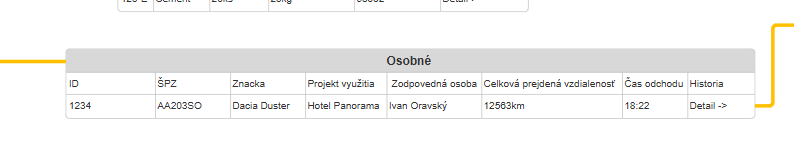 Osobné
ID ŠPZ Znacka Projekt využitia Zodpovedná osoba Celková prejdená vzdialenosť Čas odchodu Historia
1234 AA203SO Dacia Duster Hotel Panorama Ivan Oravský 12563km 18:22 Detail ->